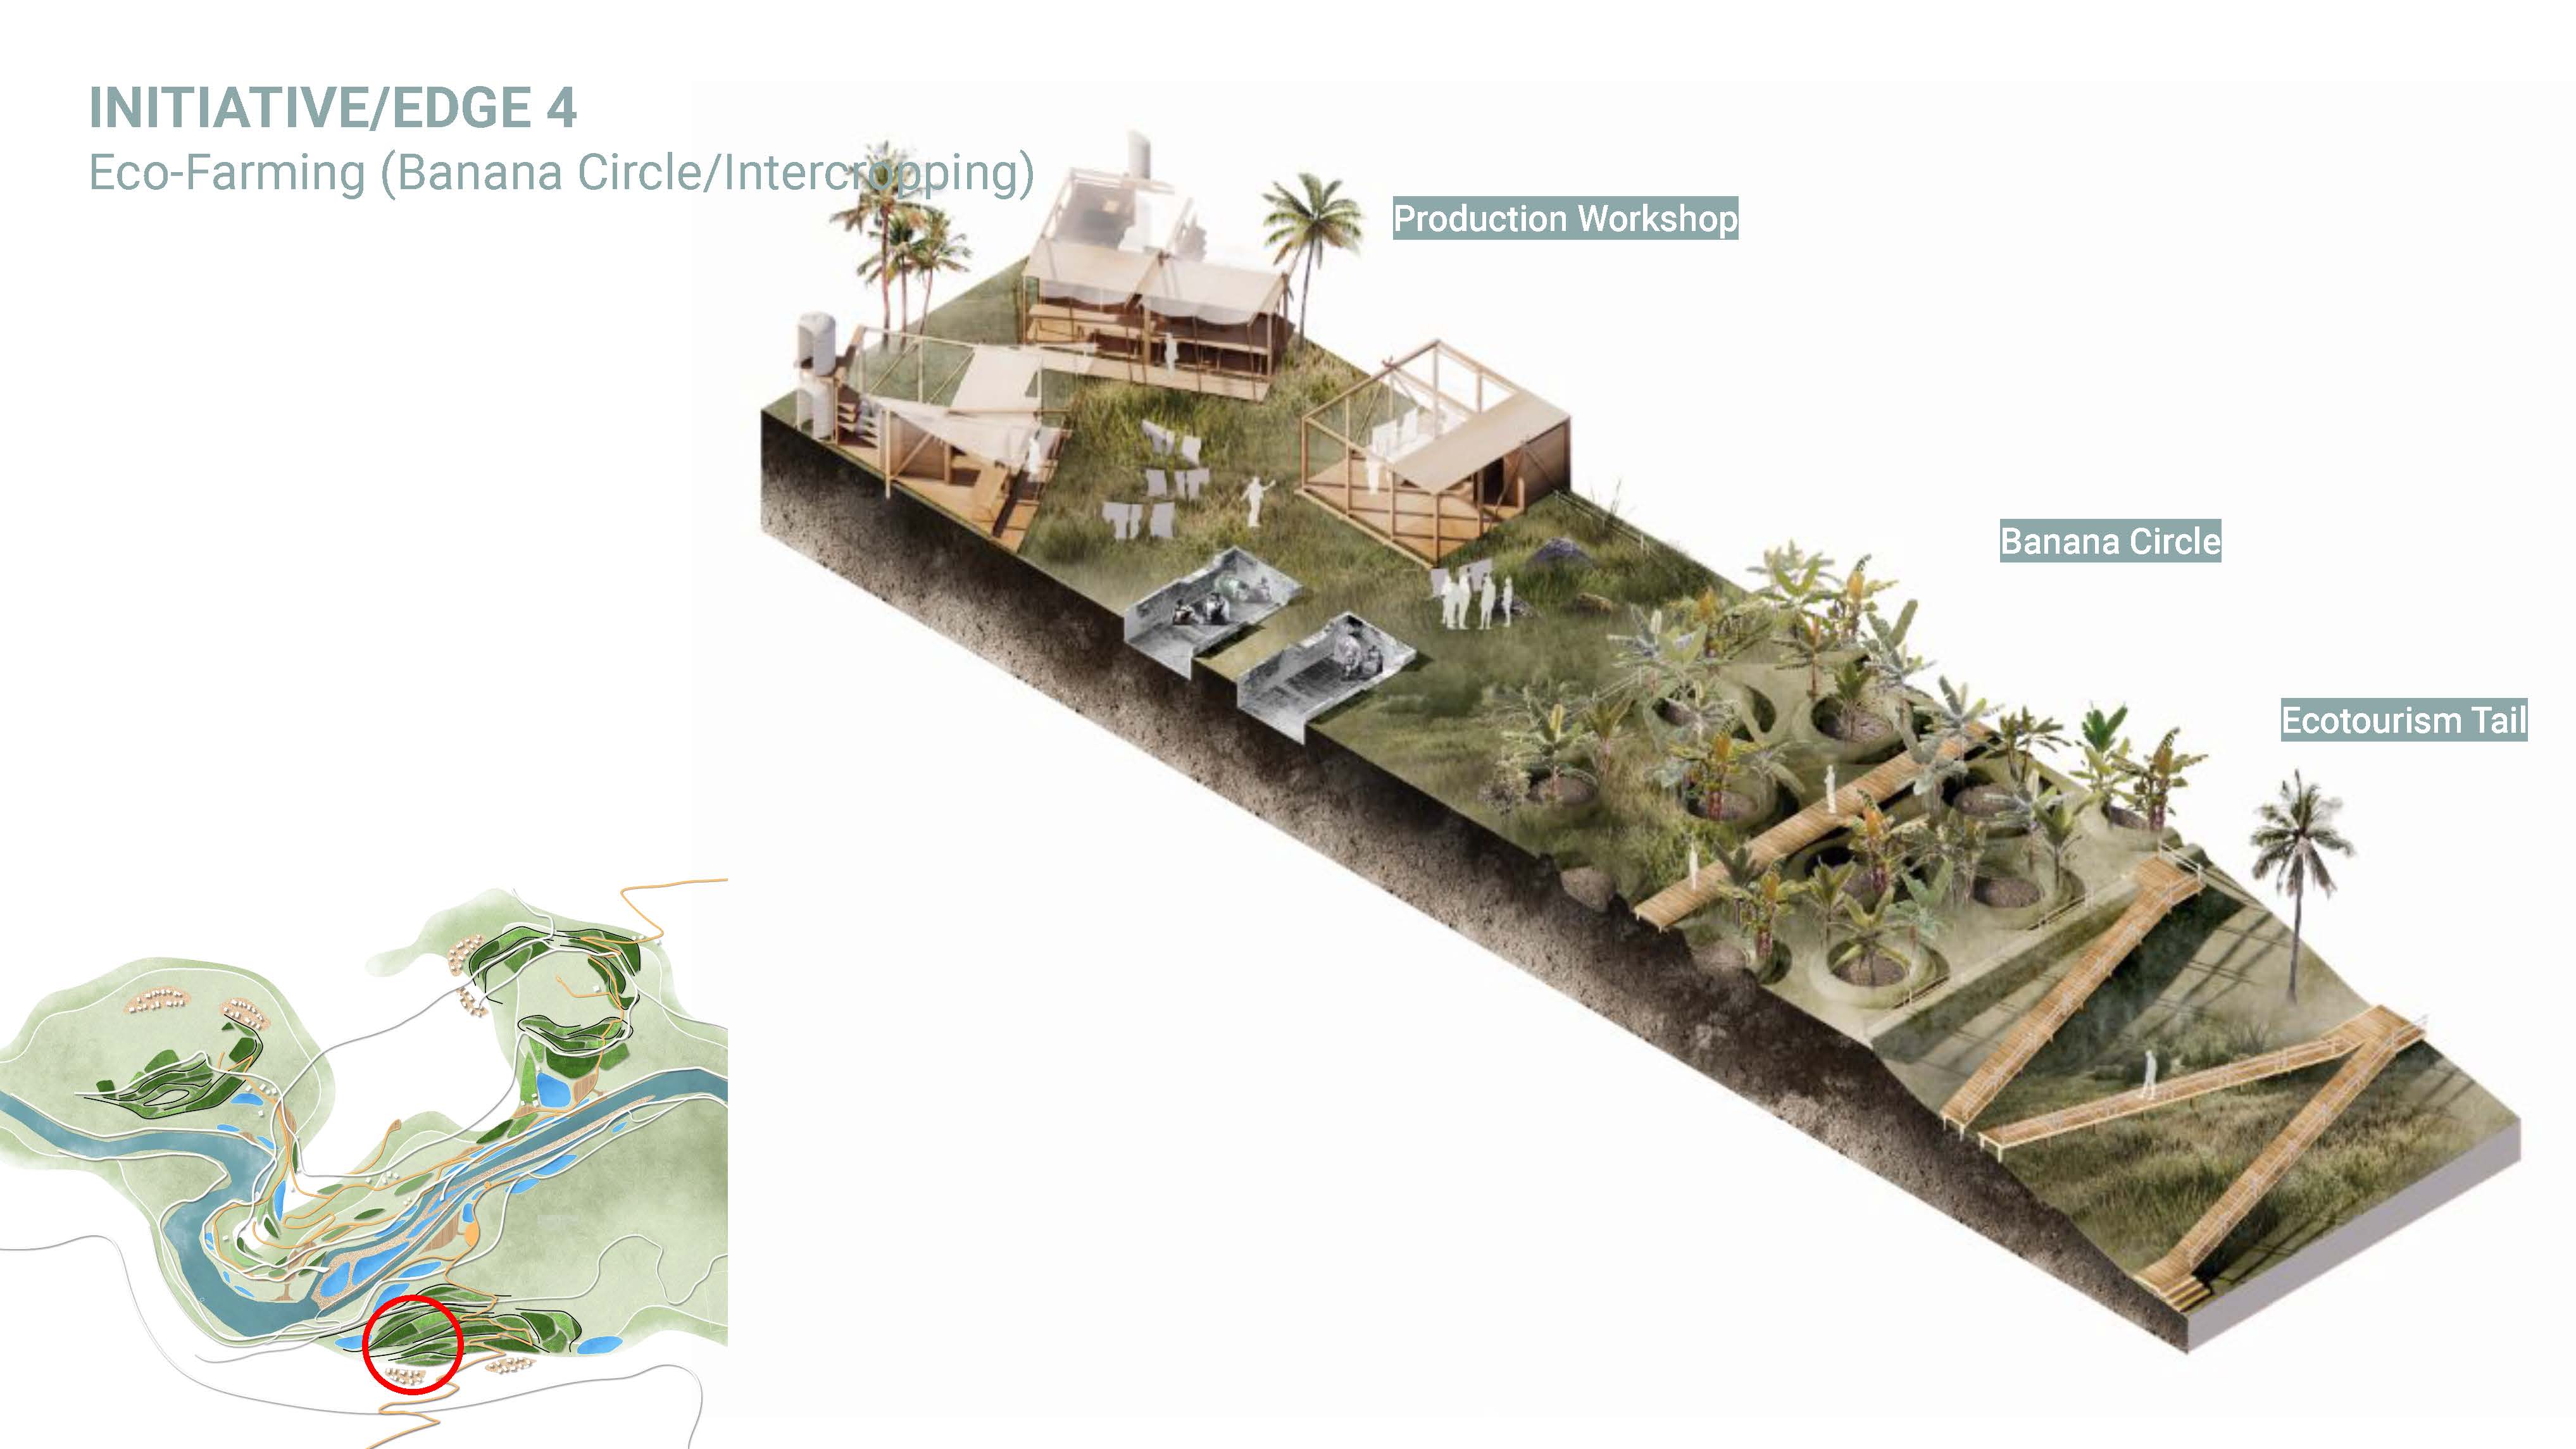 INITIATIVE/EDGE 4
Eco-Farming (Banana Circle/Intercropping)
Production Workshop
Banana Circle
Ecotourism Tail